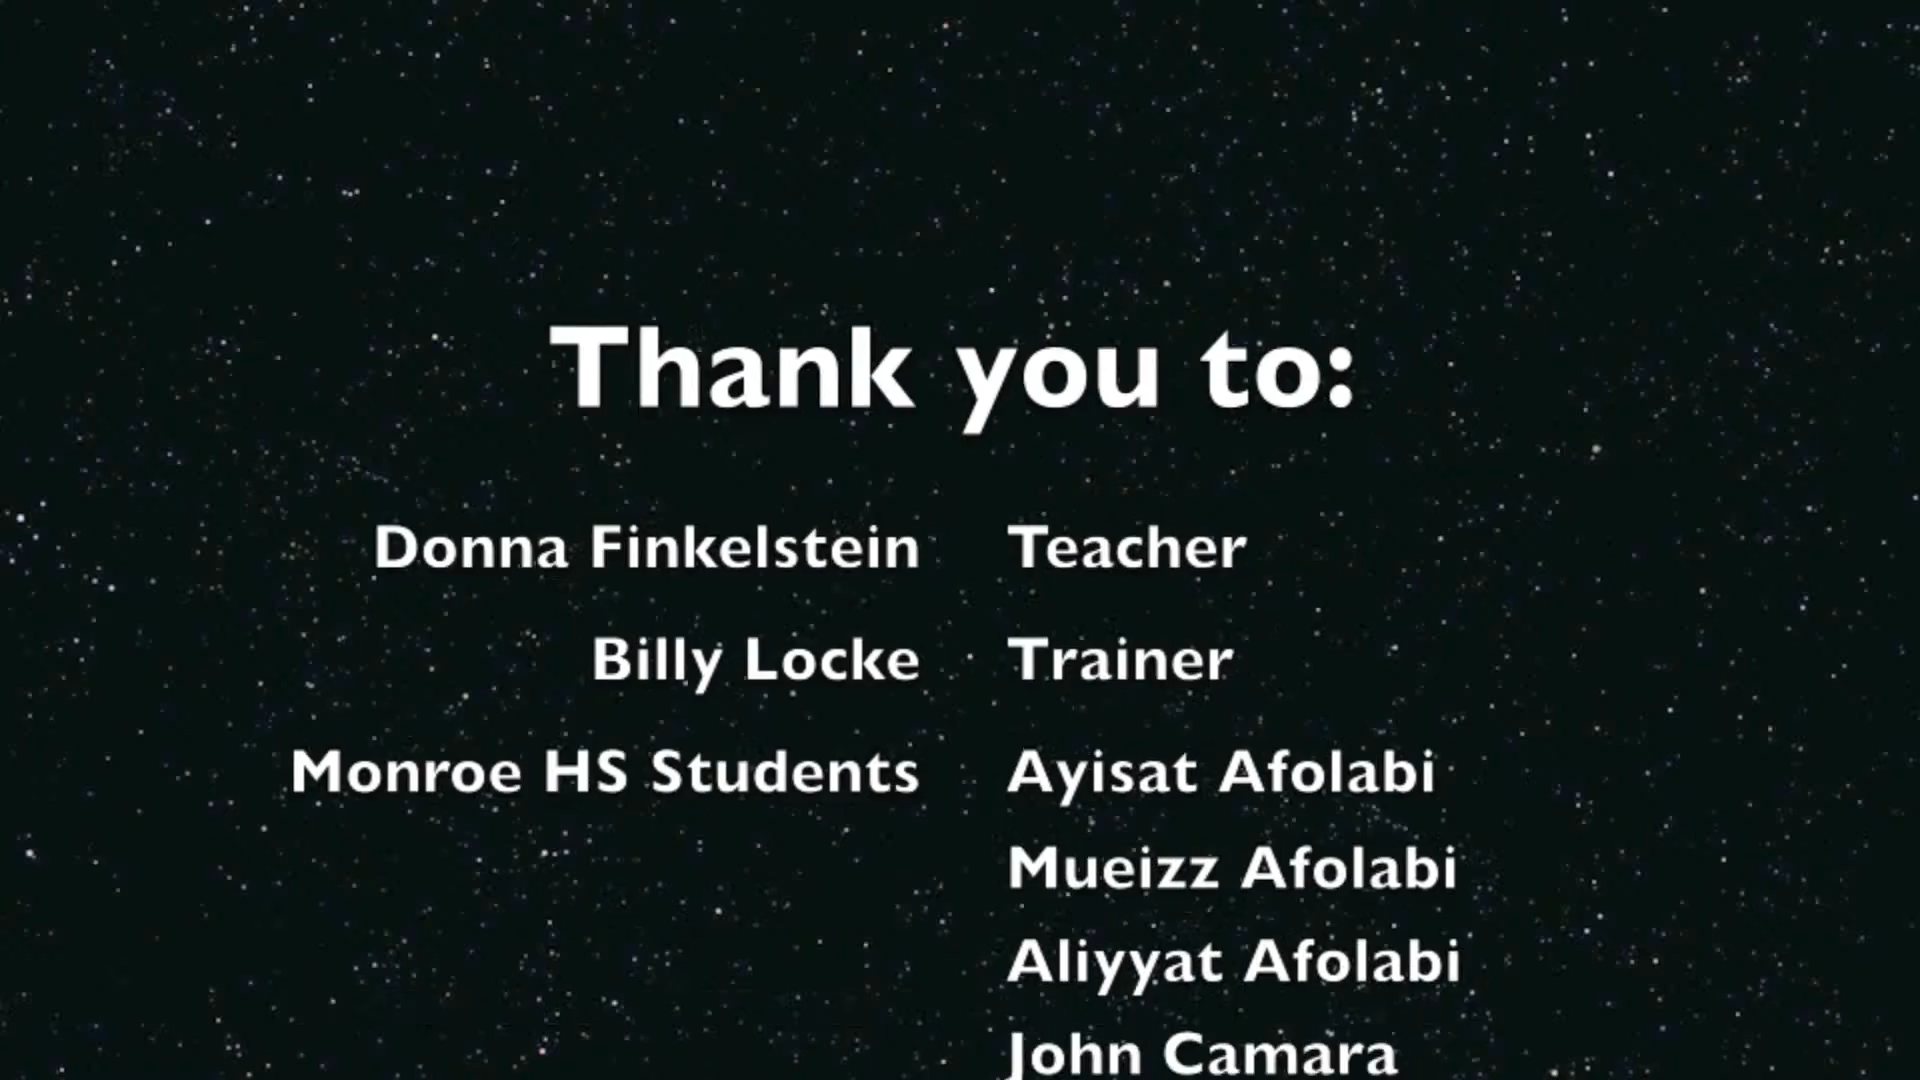 Thank you to:
Donna Finkelstein Teacher
Billy Locke Trainer
Monroe HS Students Ayisat Afolabi
Mueizz Afolabi
Aliyyat Afolabi
John Camara